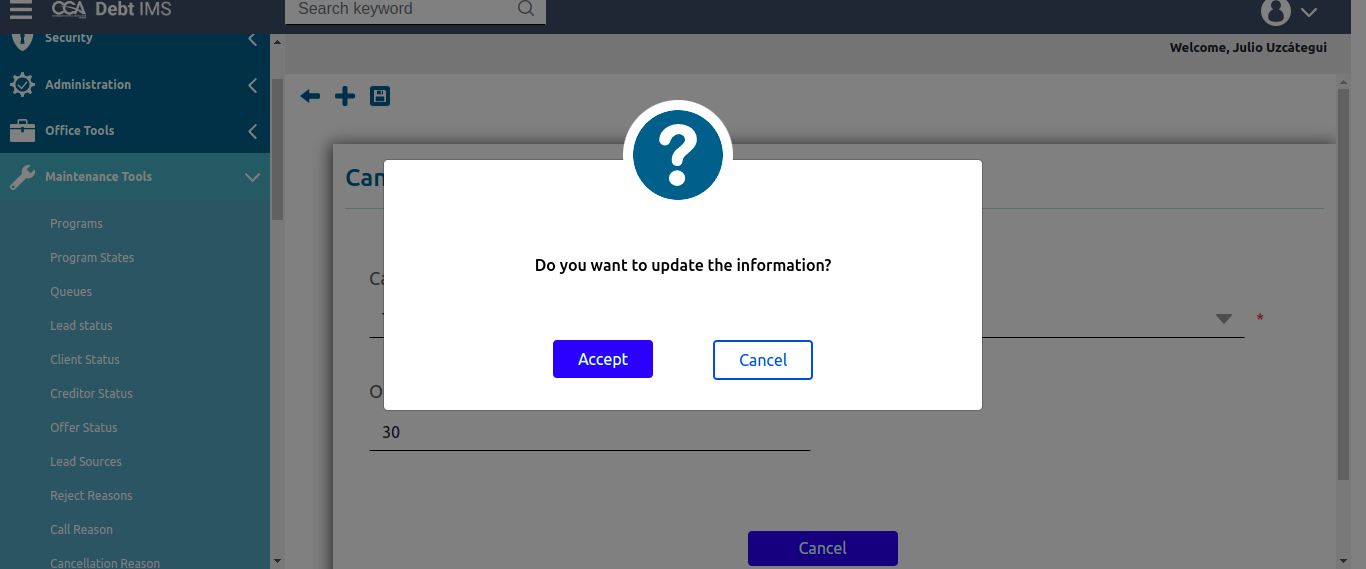 CGA Debt IMS
Search keyword
Welcome, Julio Uzcátegui
Security
Administration
Office Tools
Maintenance Tools
Programs
Program States
Queues
Lead status
Client Status
Creditor Status
Offer Status
Lead Sources
Reject Reasons
Call Reason
Cancellation Reason
Can
?
Do you want to update the information?
Ca
*
Accept
Cancel
O
30
Cancel